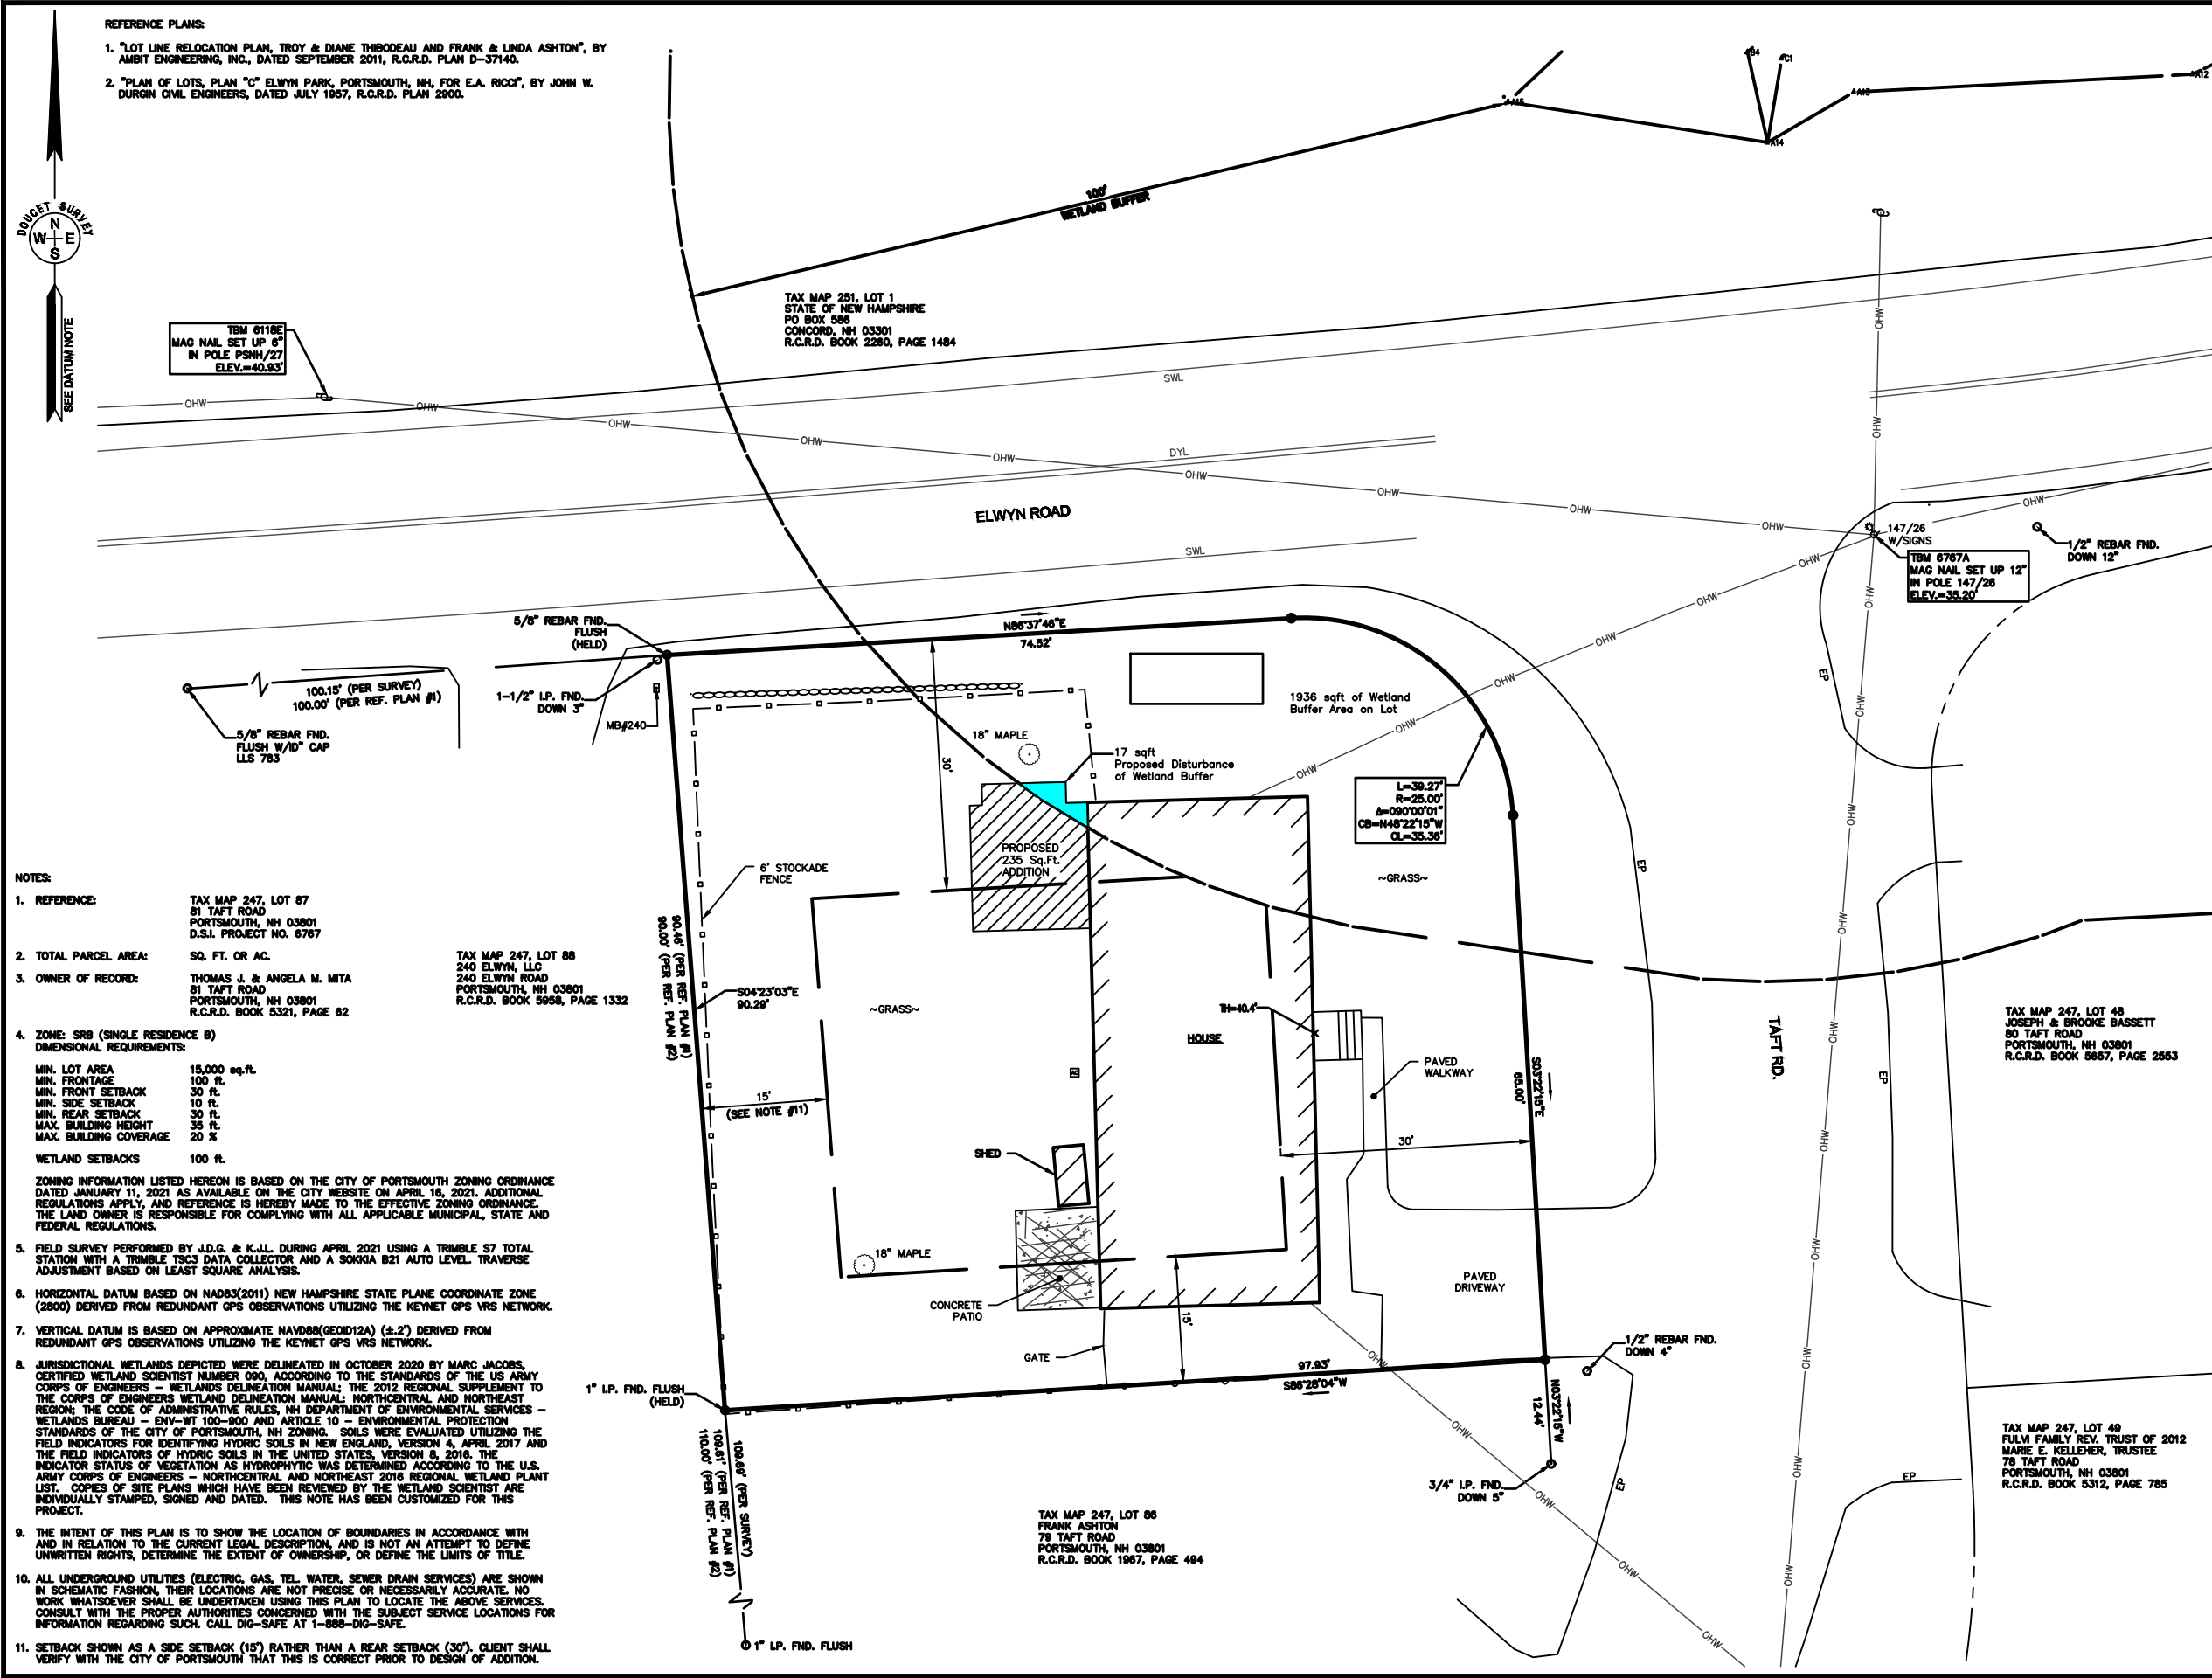 REFERENCE PLANS:
1. "LOT LINE RELOCATION PLAN, TROY & DIANE THIBODEAU AND FRANK & LINDA ASHTON", BY
AMBIT ENGINEERING, INC., DATED SEPTEMBER 2011, R.C.R.D. PLAN D-37140.
2. "PLAN OF LOTS, PLAN "C" ELWYN PARK, PORTSMOUTH, NH, FOR E.A. RICCI", BY JOHN W.
DURGIN CIVIL ENGINEERS, DATED JULY 1957, R.C.R.D. PLAN 2900.
DOUCET SURVEY
N
W E
S
SEE DATUM NOTE
A15
A14
C1
A13
A12
100'
WETLAND BUFFER
TAX MAP 251, LOT 1
STATE OF NEW HAMPSHIRE
PO BOX 586
CONCORD, NH 03301
R.C.R.D. BOOK 2260, PAGE 1484
TBM 6118E
MAG NAIL SET UP 6"
IN POLE PSNH/27
ELEV.=40.93'
OHW
OHW
OHW
OHW
OHW
OHW
OHW
OHW
OHW
OHW
OHW
OHW
SWL
DYL
ELWYN ROAD
SWL
147/26
W/SIGNS
TBM 6767A
MAG NAIL SET UP 12"
IN POLE 147/26
ELEV.=35.20'
1/2" REBAR FND.
DOWN 12"
5/8" REBAR FND.
FLUSH
(HELD)
N86°37'46"E
74.52'
1-1/2" I.P. FND.
DOWN 3"
MB#240
100.15' (PER SURVEY)
100.00' (PER REF. PLAN #1)
5/8" REBAR FND.
FLUSH W/ID" CAP
LLS 783
OHW
OHW
OHW
OHW
OHW
OHW
OHW
EP
1936 sqft of Wetland
Buffer Area on Lot
18" MAPLE
30'
17 sqft
Proposed Disturbance
of Wetland Buffer
L=39.27'
R=25.00'
Δ=090°00'01"
CB=N48°22'15"W
CL=35.36'
PROPOSED
235 Sq.Ft.
ADDITION
6' STOCKADE
FENCE
~GRASS~
EP
OHW
OHW
90.46' (PER REF. PLAN #1)
90.00' (PER REF. PLAN #2)
S04°23'03"E
90.29'
~GRASS~
TH=40.4'
HOUSE
AC
PAVED
WALKWAY
S03°22'15"E
65.00'
TAFT RD.
EP
TAX MAP 247, LOT 48
JOSEPH & BROOKE BASSETT
80 TAFT ROAD
PORTSMOUTH, NH 03801
R.C.R.D. BOOK 5657, PAGE 2553
15'
(SEE NOTE #11)
SHED
30'
OHW
OHW
18" MAPLE
CONCRETE
PATIO
15'
PAVED
DRIVEWAY
GATE
97.93'
S86°28'04"W
OHW
OHW
1/2" REBAR FND.
DOWN 4"
1" I.P. FND. FLUSH
(HELD)
N03°22'15"W
12.44'
109.69' (PER SURVEY)
109.61' (PER REF. PLAN #1)
110.00' (PER REF. PLAN #2)
3/4" I.P. FND.
DOWN 5"
EP
EP
OHW
OHW
OHW
OHW
OHW
OHW
TAX MAP 247, LOT 86
FRANK ASHTON
79 TAFT ROAD
PORTSMOUTH, NH 03801
R.C.R.D. BOOK 1967, PAGE 494
TAX MAP 247, LOT 49
FULVI FAMILY REV. TRUST OF 2012
MARIE E. KELLEHER, TRUSTEE
78 TAFT ROAD
PORTSMOUTH, NH 03801
R.C.R.D. BOOK 5312, PAGE 785
1" I.P. FND. FLUSH
TAX MAP 247, LOT 88
240 ELWYN, LLC
240 ELWYN ROAD
PORTSMOUTH, NH 03801
R.C.R.D. BOOK 5958, PAGE 1332
NOTES:
1. REFERENCE: TAX MAP 247, LOT 87
81 TAFT ROAD
PORTSMOUTH, NH 03801
D.S.I. PROJECT NO. 6767
2. TOTAL PARCEL AREA: SQ. FT. OR AC.
3. OWNER OF RECORD: THOMAS J. & ANGELA M. MITA
81 TAFT ROAD
PORTSMOUTH, NH 03801
R.C.R.D. BOOK 5321, PAGE 62
4. ZONE: SRB (SINGLE RESIDENCE B)
DIMENSIONAL REQUIREMENTS:
MIN. LOT AREA 15,000 sq.ft.
MIN. FRONTAGE 100 ft.
MIN. FRONT SETBACK 30 ft.
MIN. SIDE SETBACK 10 ft.
MIN. REAR SETBACK 30 ft.
MAX. BUILDING HEIGHT 35 ft.
MAX. BUILDING COVERAGE 20 %
WETLAND SETBACKS 100 ft.
ZONING INFORMATION LISTED HEREON IS BASED ON THE CITY OF PORTSMOUTH ZONING ORDINANCE
DATED JANUARY 11, 2021 AS AVAILABLE ON THE CITY WEBSITE ON APRIL 16, 2021. ADDITIONAL
REGULATIONS APPLY, AND REFERENCE IS HEREBY MADE TO THE EFFECTIVE ZONING ORDINANCE.
THE LAND OWNER IS RESPONSIBLE FOR COMPLYING WITH ALL APPLICABLE MUNICIPAL, STATE AND
FEDERAL REGULATIONS.
5. FIELD SURVEY PERFORMED BY J.D.G. & K.J.L. DURING APRIL 2021 USING A TRIMBLE S7 TOTAL
STATION WITH A TRIMBLE TSC3 DATA COLLECTOR AND A SOKKIA B21 AUTO LEVEL. TRAVERSE
ADJUSTMENT BASED ON LEAST SQUARE ANALYSIS.
6. HORIZONTAL DATUM BASED ON NAD83(2011) NEW HAMPSHIRE STATE PLANE COORDINATE ZONE
(2800) DERIVED FROM REDUNDANT GPS OBSERVATIONS UTILIZING THE KEYNET GPS VRS NETWORK.
7. VERTICAL DATUM IS BASED ON APPROXIMATE NAVD88(GEOID12A) (±.2') DERIVED FROM
REDUNDANT GPS OBSERVATIONS UTILIZING THE KEYNET GPS VRS NETWORK.
8. JURISDICTIONAL WETLANDS DEPICTED WERE DELINEATED IN OCTOBER 2020 BY MARC JACOBS,
CERTIFIED WETLAND SCIENTIST NUMBER 090, ACCORDING TO THE STANDARDS OF THE US ARMY
CORPS OF ENGINEERS - WETLANDS DELINEATION MANUAL; THE 2012 REGIONAL SUPPLEMENT TO
THE CORPS OF ENGINEERS WETLAND DELINEATION MANUAL: NORTHCENTRAL AND NORTHEAST
REGION; THE CODE OF ADMINISTRATIVE RULES, NH DEPARTMENT OF ENVIRONMENTAL SERVICES -
WETLANDS BUREAU - ENV-WT 100-900 AND ARTICLE 10 - ENVIRONMENTAL PROTECTION
STANDARDS OF THE CITY OF PORTSMOUTH, NH ZONING. SOILS WERE EVALUATED UTILIZING THE
FIELD INDICATORS FOR IDENTIFYING HYDRIC SOILS IN NEW ENGLAND, VERSION 4, APRIL 2017 AND
THE FIELD INDICATORS OF HYDRIC SOILS IN THE UNITED STATES, VERSION 8, 2016. THE
INDICATOR STATUS OF VEGETATION AS HYDROPHYTIC WAS DETERMINED ACCORDING TO THE U.S.
ARMY CORPS OF ENGINEERS - NORTHCENTRAL AND NORTHEAST 2016 REGIONAL WETLAND PLANT
LIST. COPIES OF SITE PLANS WHICH HAVE BEEN REVIEWED BY THE WETLAND SCIENTIST ARE
INDIVIDUALLY STAMPED, SIGNED AND DATED. THIS NOTE HAS BEEN CUSTOMIZED FOR THIS
PROJECT.
9. THE INTENT OF THIS PLAN IS TO SHOW THE LOCATION OF BOUNDARIES IN ACCORDANCE WITH
AND IN RELATION TO THE CURRENT LEGAL DESCRIPTION, AND IS NOT AN ATTEMPT TO DEFINE
UNWRITTEN RIGHTS, DETERMINE THE EXTENT OF OWNERSHIP, OR DEFINE THE LIMITS OF TITLE.
10. ALL UNDERGROUND UTILITIES (ELECTRIC, GAS, TEL. WATER, SEWER DRAIN SERVICES) ARE SHOWN
IN SCHEMATIC FASHION, THEIR LOCATIONS ARE NOT PRECISE OR NECESSARILY ACCURATE. NO
WORK WHATSOEVER SHALL BE UNDERTAKEN USING THIS PLAN TO LOCATE THE ABOVE SERVICES.
CONSULT WITH THE PROPER AUTHORITIES CONCERNED WITH THE SUBJECT SERVICE LOCATIONS FOR
INFORMATION REGARDING SUCH. CALL DIG-SAFE AT 1-888-DIG-SAFE.
11. SETBACK SHOWN AS A SIDE SETBACK (15') RATHER THAN A REAR SETBACK (30'). CLIENT SHALL
VERIFY WITH THE CITY OF PORTSMOUTH THAT THIS IS CORRECT PRIOR TO DESIGN OF ADDITION.